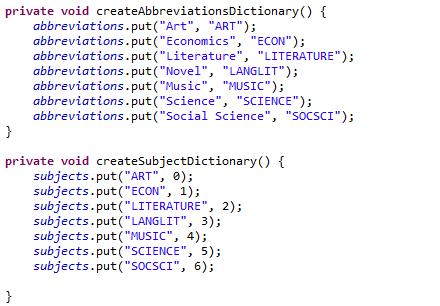 private void createAbbreviationsDictionary() {
    abbreviations.put("Art", "ART");
    abbreviations.put("Economics", "ECON");
    abbreviations.put("Literature", "LITERATURE");
    abbreviations.put("Novel", "LANGLIT");
    abbreviations.put("Music", "MUSIC");
    abbreviations.put("Science", "SCIENCE");
    abbreviations.put("Social Science", "SOCSCI");
}
private void createSubjectDictionary() {
    subjects.put("ART", 0);
    subjects.put("ECON", 1);
    subjects.put("LITERATURE", 2);
    subjects.put("LANGLIT", 3);
    subjects.put("MUSIC", 4);
    subjects.put("SCIENCE", 5);
    subjects.put("SOCSCI", 6);
}